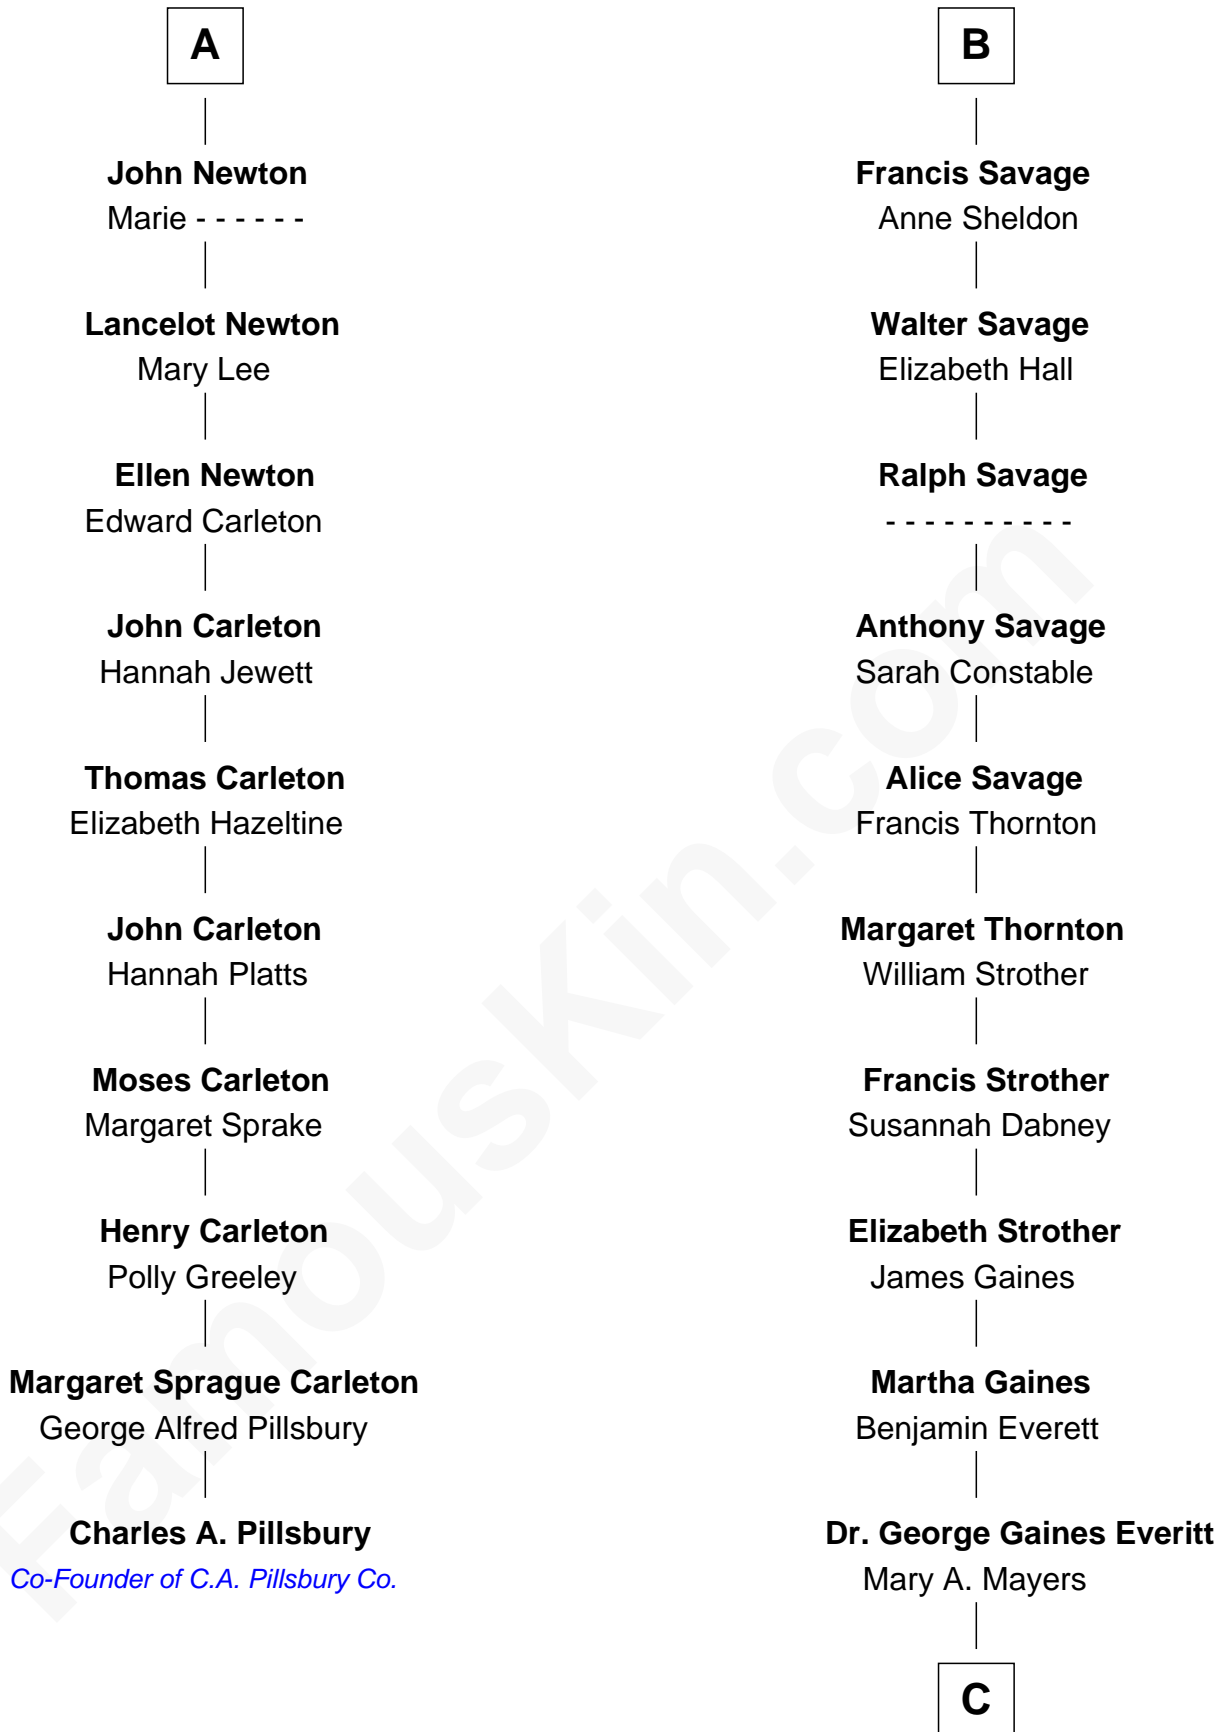 A
John Newton
Marie - - - - - -
Lancelot Newton
Mary Lee
Ellen Newton
Edward Carleton
John Carleton
Hannah Jewett
Thomas Carleton
Elizabeth Hazeltine
John Carleton
Hannah Platts
Moses Carleton
Margaret Sprake
Henry Carleton
Polly Greeley
Margaret Sprague Carleton
George Alfred Pillsbury
Charles A. Pillsbury
Co-Founder of C.A. Pillsbury Co.
B
Francis Savage
Anne Sheldon
Walter Savage
Elizabeth Hall
Ralph Savage
- - - - - - - - - -
Anthony Savage
Sarah Constable
Alice Savage
Francis Thornton
Margaret Thornton
William Strother
Francis Strother
Susannah Dabney
Elizabeth Strother
James Gaines
Martha Gaines
Benjamin Everett
Dr. George Gaines Everitt
Mary A. Mayers
C
FamousKin.com